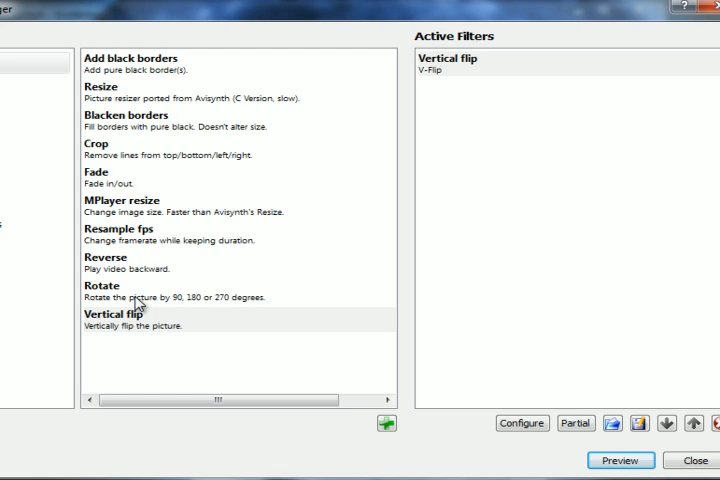 ger
?
Active Filters
Add black borders
Add pure black border(s).
Resize
Picture resizer ported from Avisynth (C Version, slow).
Blacken borders
Fill borders with pure black. Doesn't alter size.
Crop
Remove lines from top/bottom/left/right.
Fade
Fade in/out.
MPlayer resize
Change image size. Faster than Avisynth's Resize.
Resample fps
Change framerate while keeping duration.
Reverse
Play video backward.
Rotate
Rotate the picture by 90, 180 or 270 degrees.
Vertical flip
Vertically flip the picture.
Vertical flip
V-Flip
s
Configure
Partial
Preview
Close